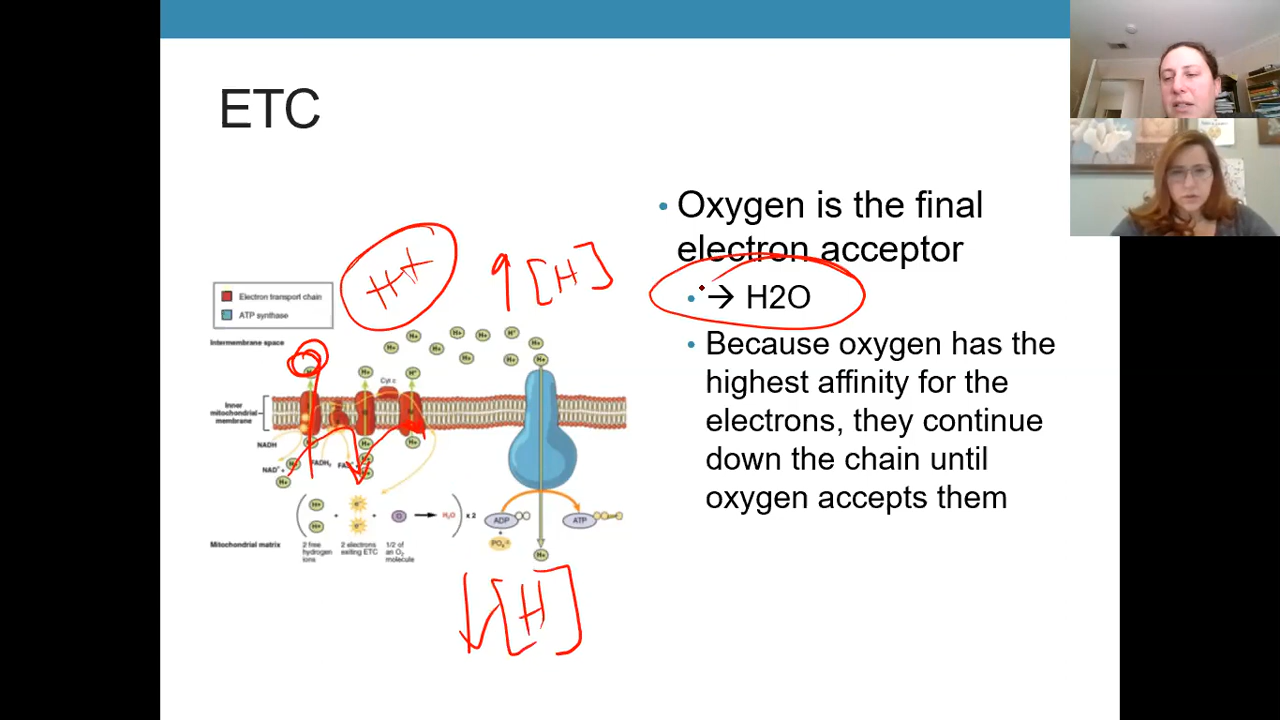 ETC
Oxygen is the final
electron acceptor
→ H2O
Because oxygen has the
highest affinity for the
electrons, they continue
down the chain until
oxygen accepts them
H+
↑ [H]
Electron transport chain
ATP synthase
Intermembrane space
H+ H+ H+ H+ H+
H+ H+ H+ H+
H+ H+ H+
Cyt c
Inner
mitochondrial
membrane
NADH
H+ H+ H+
NAD+ +
H+
FADH2
H+
( H+ H+ + e- e- + O → H2O ) x 2
2 free
hydrogen
ions
2 electrons
exiting ETC
1/2 of
an O2
molecule
Mitochondrial matrix
ADP
+
ATP
H+
↓ [H]